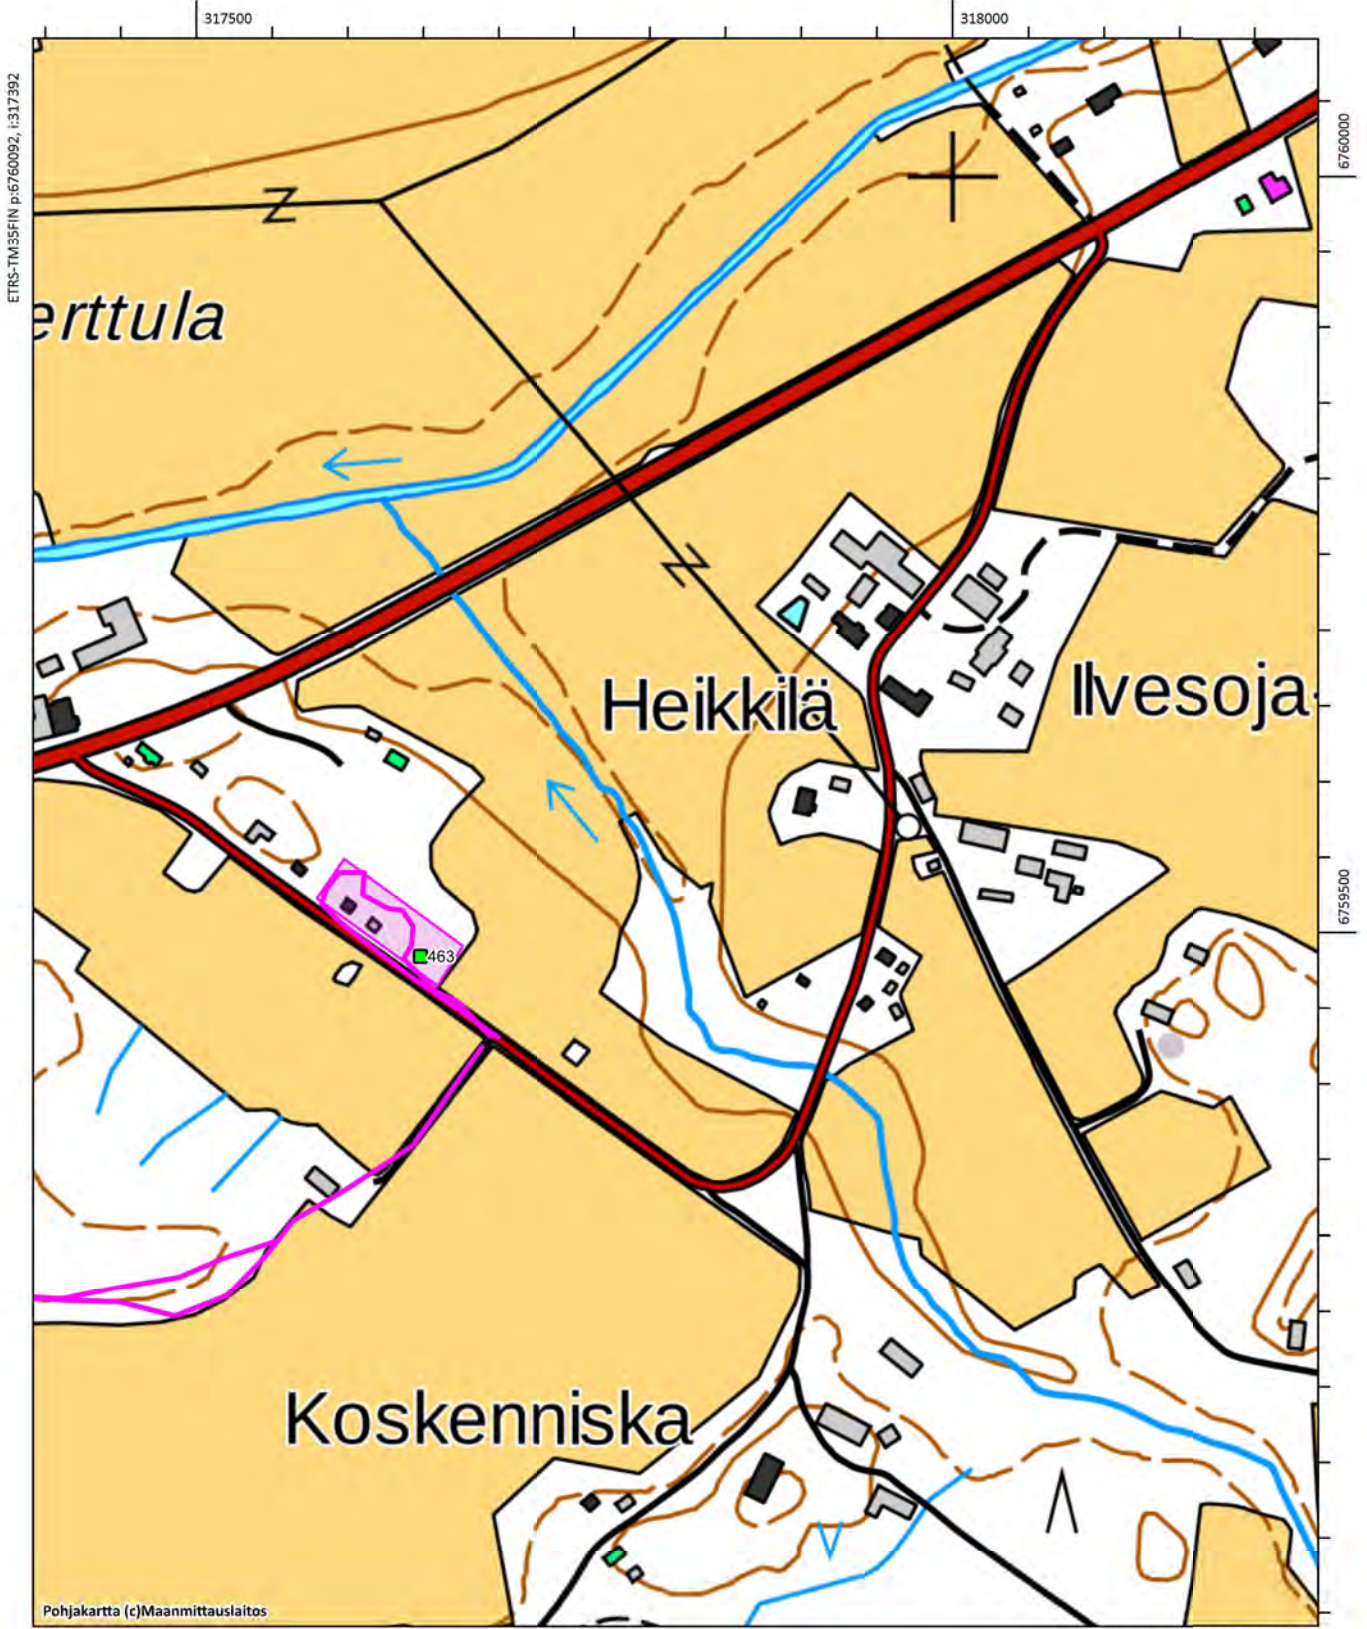 317500
318000
ETRS-TM35FIN p:6760092, i:317392
6760000
erttula
Heikkilä
Ilvesoja-
6759500
463
Koskenniska
Pohjakartta (c)Maanmittauslaitos